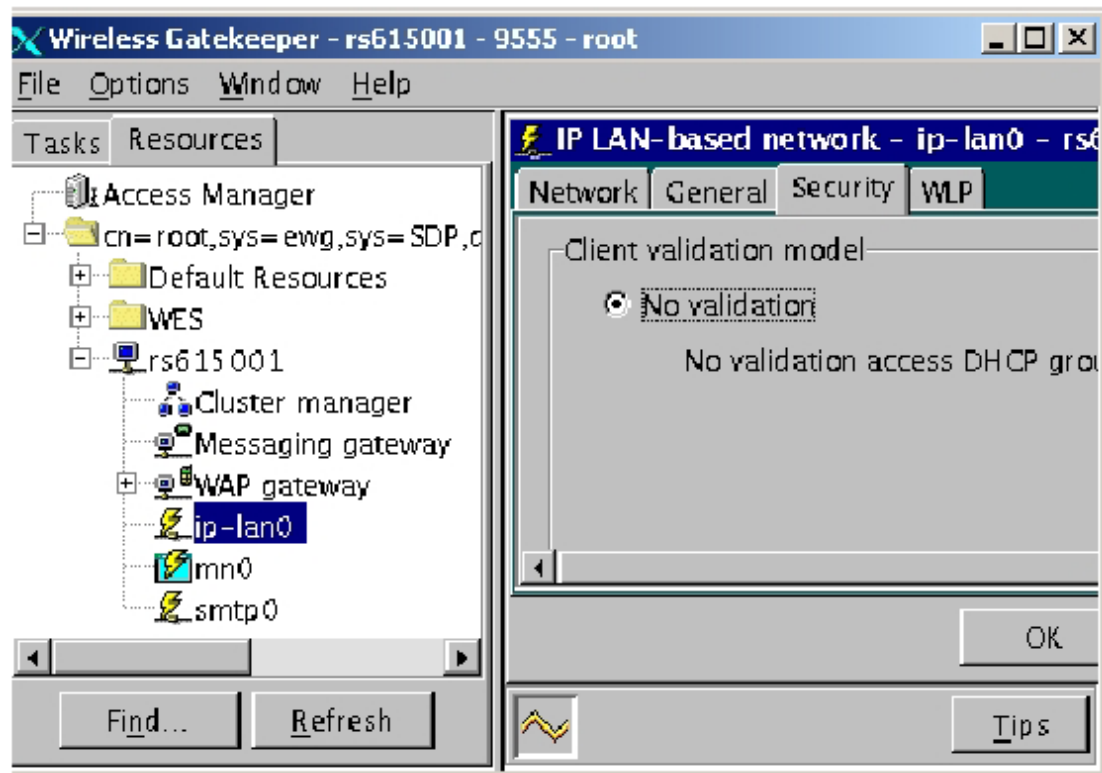 Wireless Gatekeeper - rs615001 - 9555 - root
File Options Window Help
Tasks Resources
Access Manager
cn=root,sys=ewg,sys=SDP,
Default Resources
WES
rs615001
Cluster manager
Messaging gateway
WAP gateway
ip-lan0
mn0
smtp0
Find... Refresh
IP LAN-based network - ip-lan0 -
Network General Security WLP
Client validation model
No validation
No validation access DHCP
OK
Tips